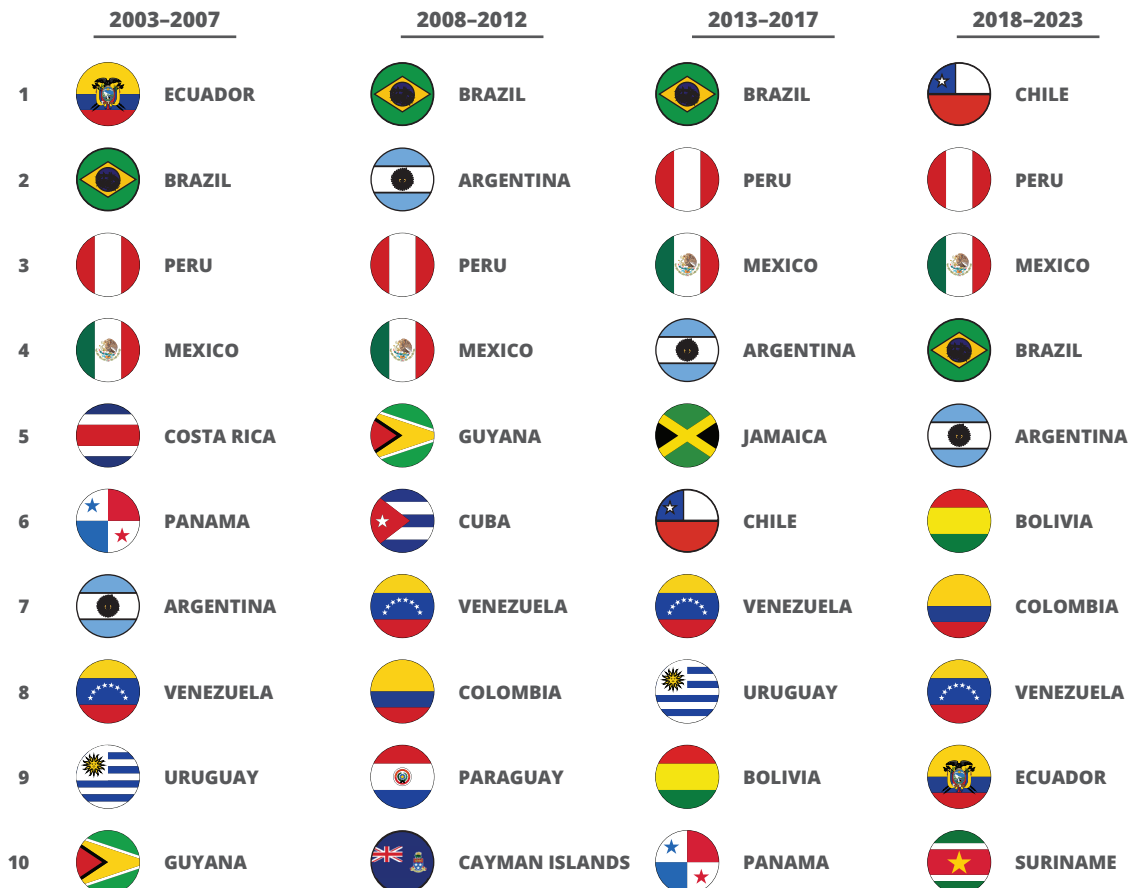 2003–2007 2008–2012 2013–2017 2018–2023
1 ECUADOR BRAZIL BRAZIL CHILE
2 BRAZIL ARGENTINA PERU PERU
3 PERU PERU MEXICO MEXICO
4 MEXICO MEXICO ARGENTINA BRAZIL
5 COSTA RICA GUYANA JAMAICA ARGENTINA
6 PANAMA CUBA CHILE BOLIVIA
7 ARGENTINA VENEZUELA VENEZUELA COLOMBIA
8 VENEZUELA COLOMBIA URUGUAY VENEZUELA
9 URUGUAY PARAGUAY BOLIVIA ECUADOR
10 GUYANA CAYMAN ISLANDS PANAMA SURINAME